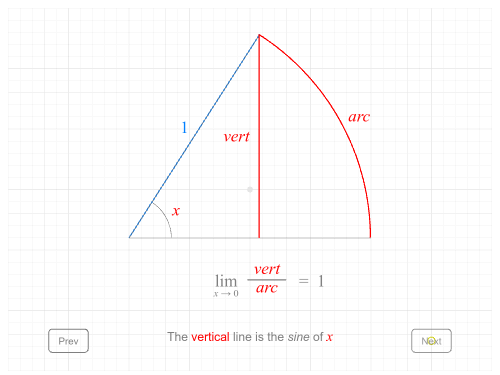 1
vert
arc
x
lim x → 0 vert / arc = 1
The vertical line is the sine of x
Prev
Next